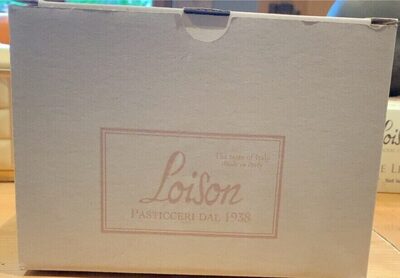 The taste of Italy
Made in Italy
Loison
PASTICCERI DAL 1938